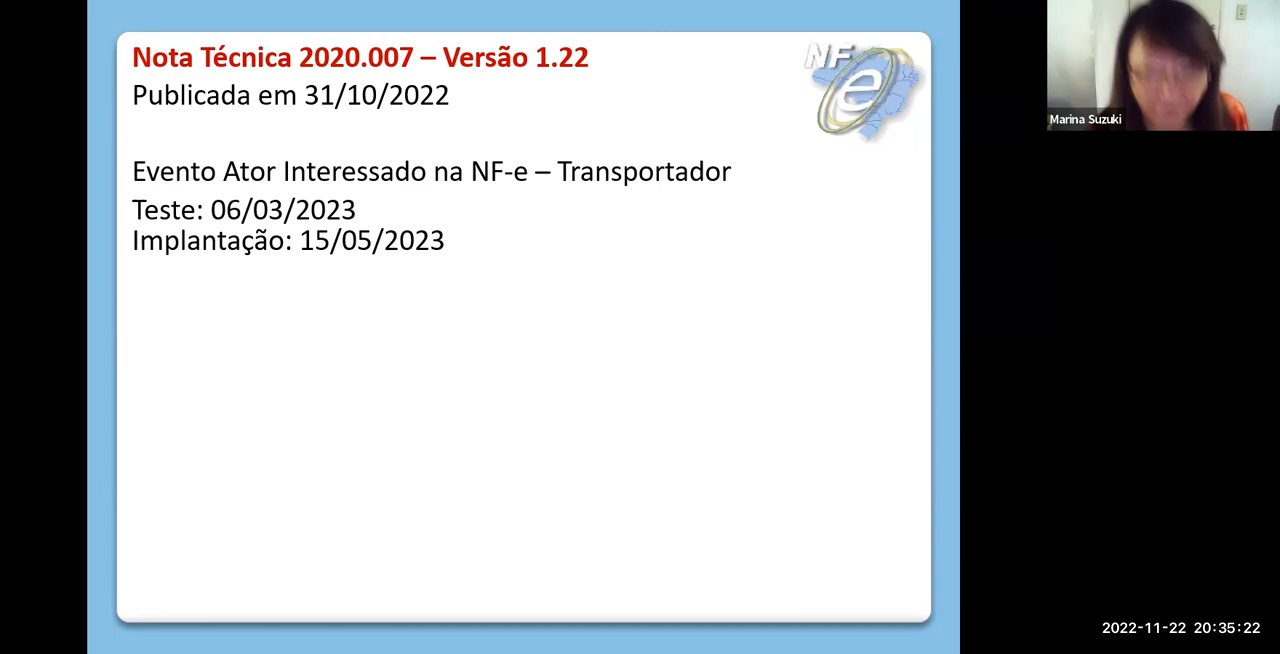 Nota Técnica 2020.007 – Versão 1.22
Publicada em 31/10/2022
NF
e
Evento Ator Interessado na NF-e – Transportador
Teste: 06/03/2023
Implantação: 15/05/2023
Marina Suzuki
2022-11-22 20:35:22